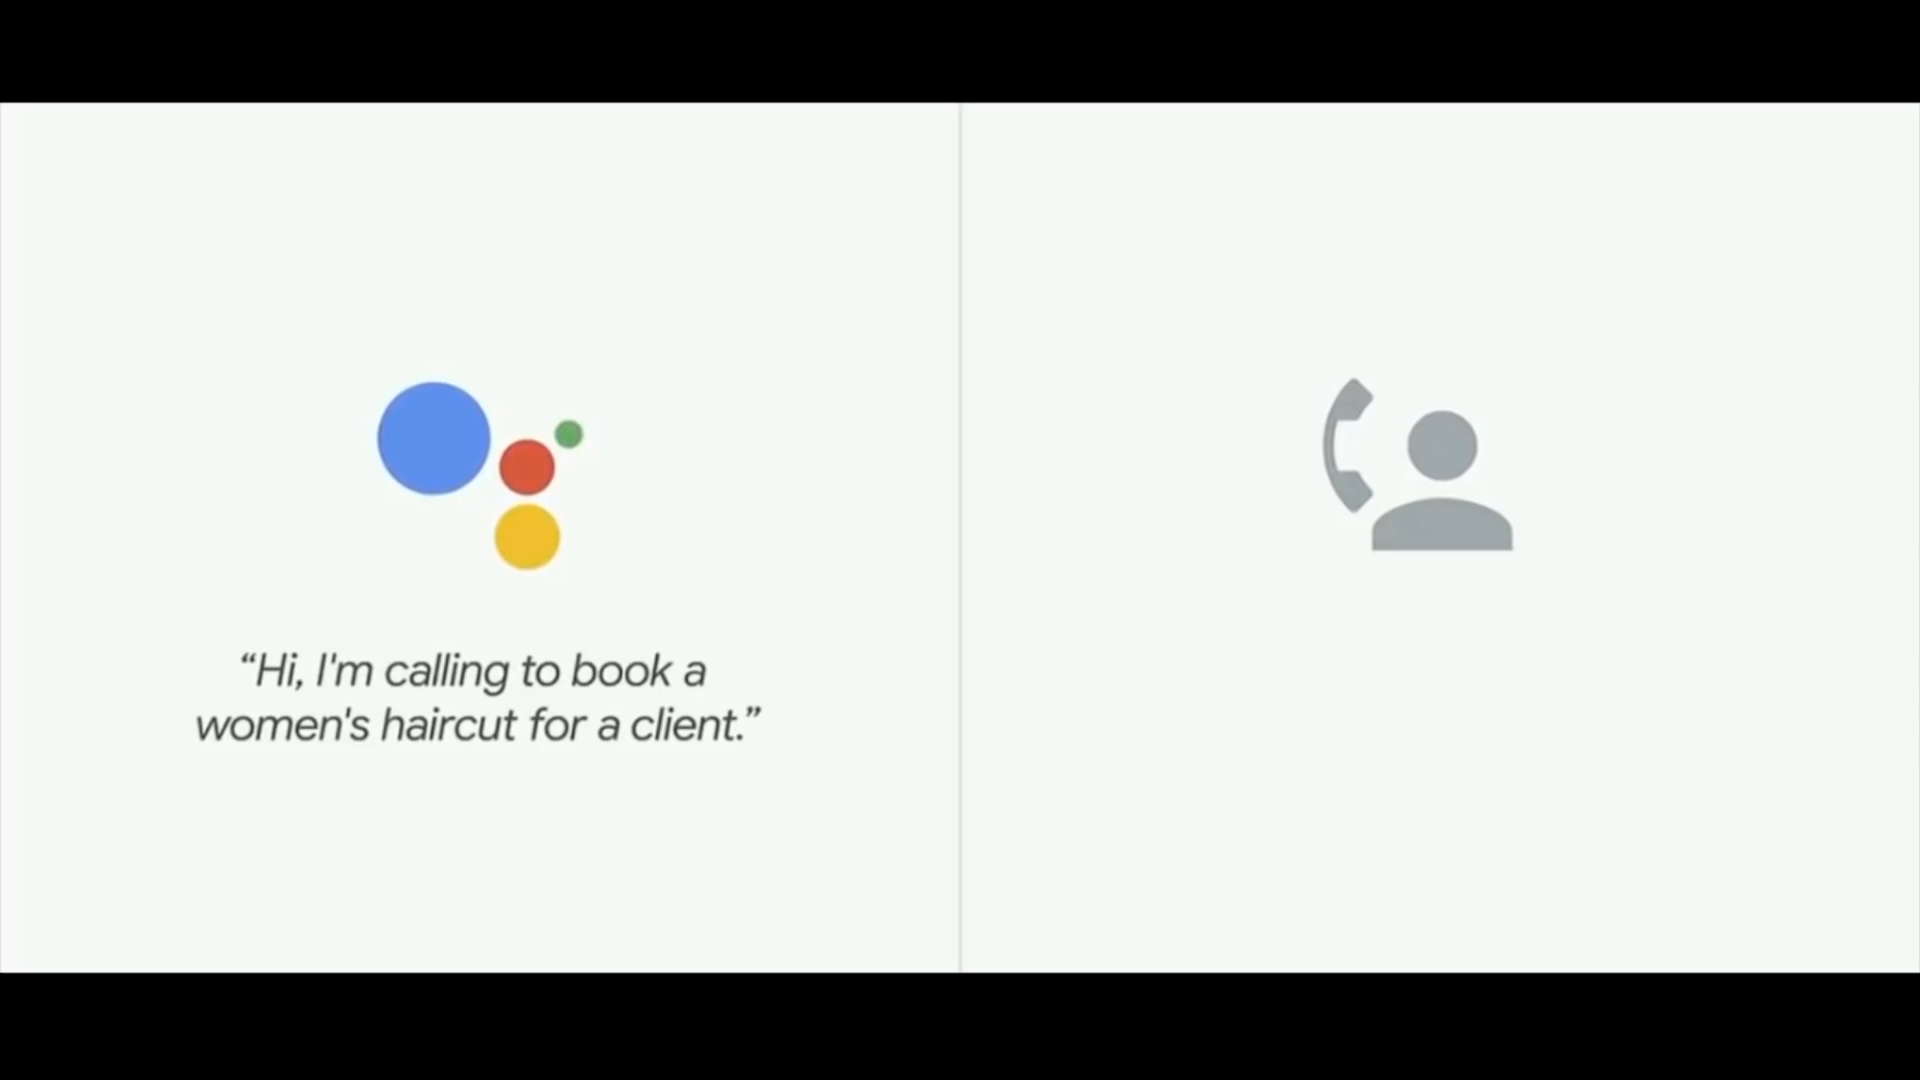 “Hi, I'm calling to book a
women's haircut for a client.”